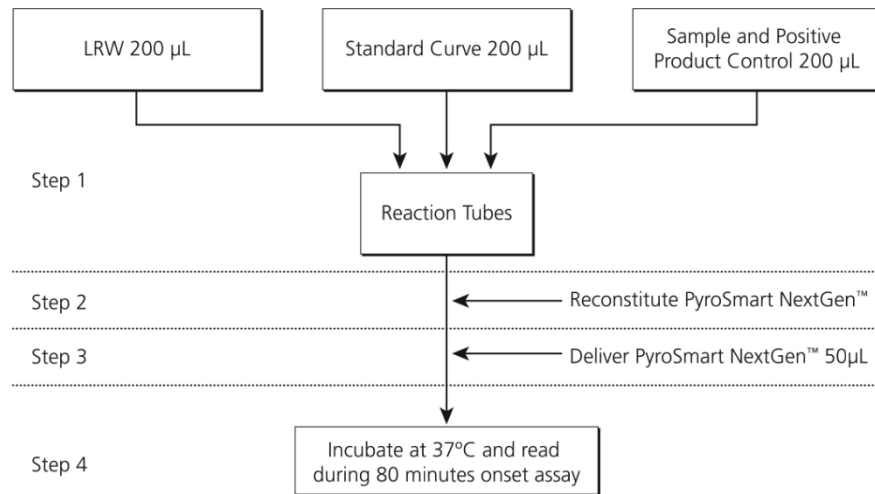 LRW 200 µL
Standard Curve 200 µL
Sample and Positive
Product Control 200 µL
Step 1
Reaction Tubes
Step 2
Reconstitute PyroSmart NextGen™
Step 3
Deliver PyroSmart NextGen™ 50µL
Step 4
Incubate at 37ºC and read
during 80 minutes onset assay